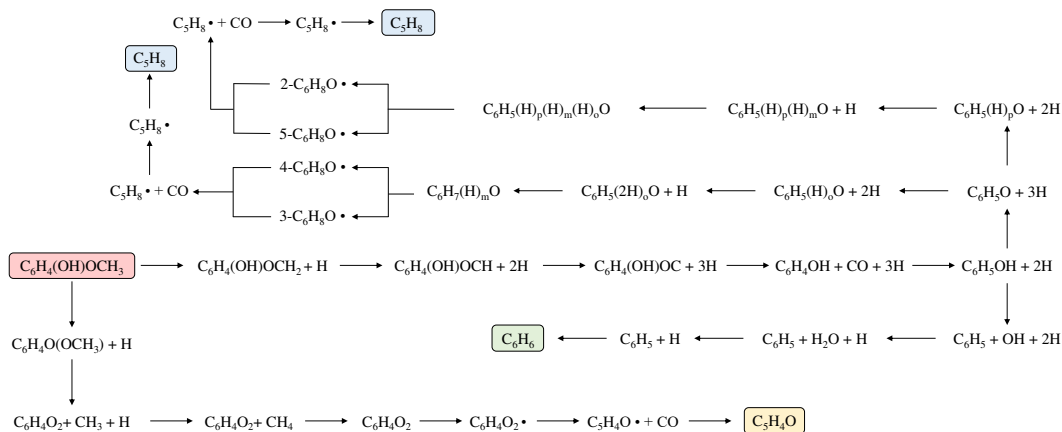 C₅H₈• + CO
C₅H₈•
C₅H₈
C₅H₈
2-C₆H₈O•
C₆H₅(H)ₚ(H)ₘ(H)ₒO
C₆H₅(H)ₚ(H)ₘO + H
C₆H₅(H)ₚO + 2H
C₅H₈•
5-C₆H₈O•
4-C₆H₈O•
C₅H₈• + CO
C₆H₇(H)ₘO
C₆H₅(2H)ₒO + H
C₆H₅(H)ₒO + 2H
C₆H₅O + 3H
3-C₆H₈O•
C₆H₄(OH)OCH₃
C₆H₄(OH)OCH₂ + H
C₆H₄(OH)OCH + 2H
C₆H₄(OH)OC + 3H
C₆H₄OH + CO + 3H
C₆H₅OH + 2H
C₆H₄O(OCH₃) + H
C₆H₆
C₆H₅ + H
C₆H₅ + H₂O + H
C₆H₅ + OH + 2H
C₆H₄O₂+ CH₃ + H
C₆H₄O₂+ CH₄
C₆H₄O₂
C₆H₄O₂•
C₅H₄O• + CO
C₅H₄O